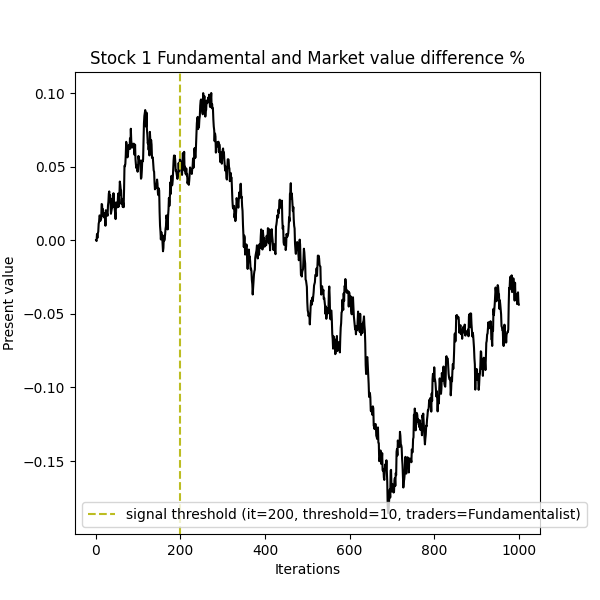 Stock 1 Fundamental and Market value difference %
Present value
0.10
0.05
0.00
−0.05
−0.10
−0.15
signal threshold (it=200, threshold=10, traders=Fundamentalist)
0 200 400 600 800 1000
Iterations